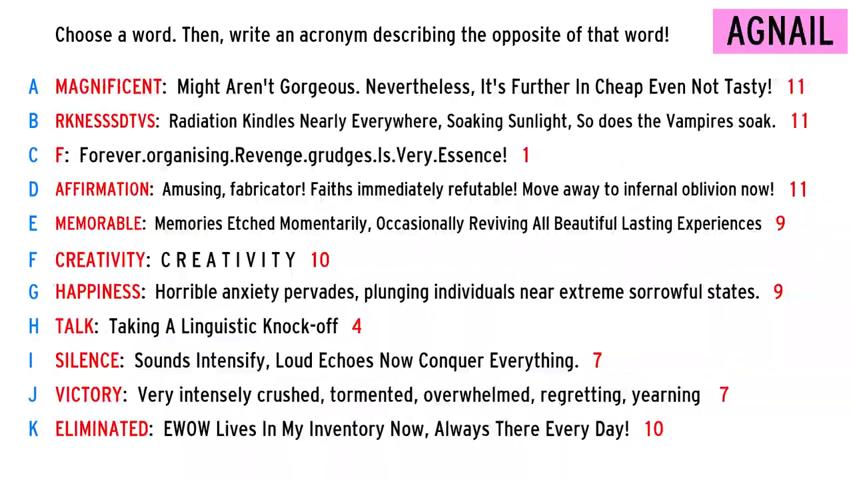 Choose a word. Then, write an acronym describing the opposite of that word! AGNAIL
A MAGNIFICENT: Might Aren't Gorgeous. Nevertheless, It's Further In Cheap Even Not Tasty! 11
B RKNESSSDTVS: Radiation Kindles Nearly Everywhere, Soaking Sunlight, So does the Vampires soak. 11
C F: Forever.organising.Revenge.grudges.Is.Very.Essence! 1
D AFFIRMATION: Amusing, fabricator! Faiths immediately refutable! Move away to infernal oblivion now! 11
E MEMORABLE: Memories Etched Momentarily, Occasionally Reviving All Beautiful Lasting Experiences 9
F CREATIVITY: C R E A T I V I T Y 10
G HAPPINESS: Horrible anxiety pervades, plunging individuals near extreme sorrowful states. 9
H TALK: Taking A Linguistic Knock-off 4
I SILENCE: Sounds Intensify, Loud Echoes Now Conquer Everything. 7
J VICTORY: Very intensely crushed, tormented, overwhelmed, regretting, yearning 7
K ELIMINATED: EWOW Lives In My Inventory Now, Always There Every Day! 10